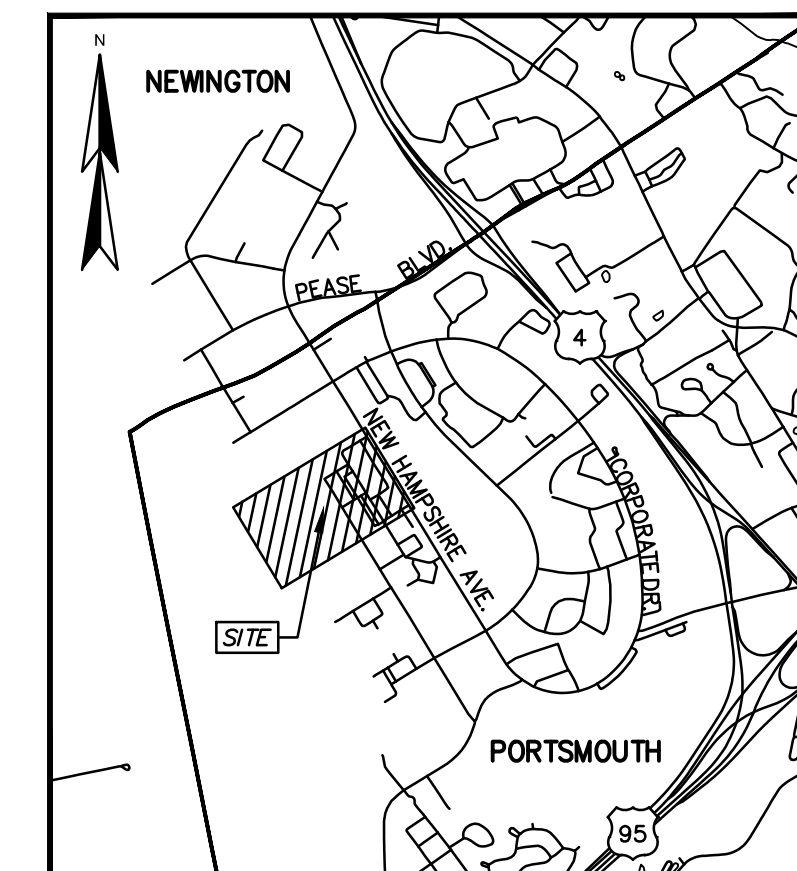 N
NEWINGTON
PEASE BLVD.
4
NEW HAMPSHIRE AVE.
CORPORATE DR.
SITE
PORTSMOUTH
95